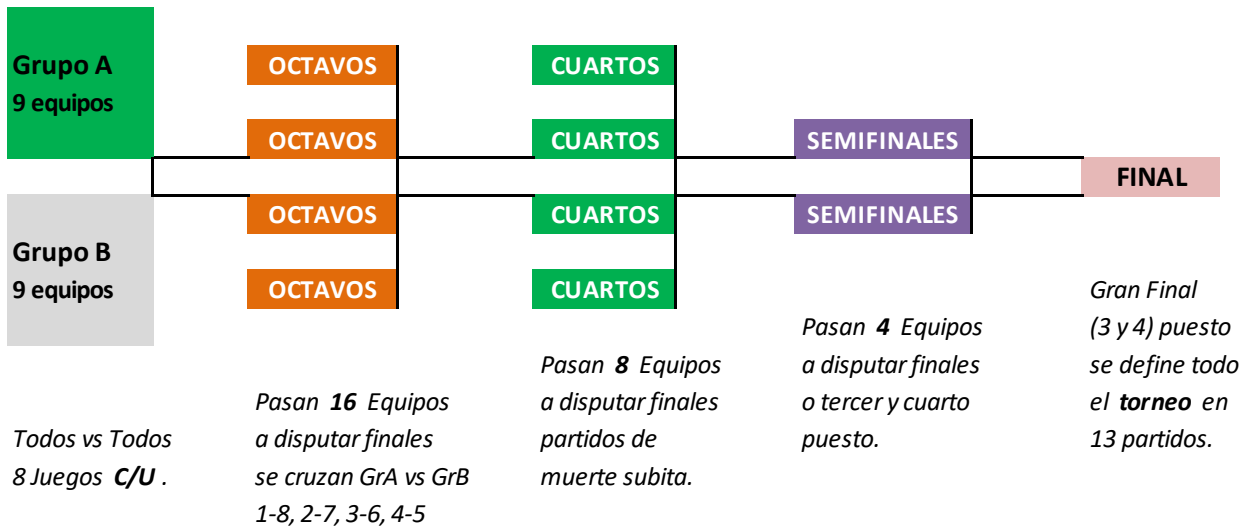 Grupo A
9 equipos
Grupo B
9 equipos
Todos vs Todos
8 Juegos C/U .
OCTAVOS
OCTAVOS
OCTAVOS
OCTAVOS
Pasan 16 Equipos
a disputar finales
se cruzan GrA vs GrB
1-8, 2-7, 3-6, 4-5
CUARTOS
CUARTOS
CUARTOS
CUARTOS
Pasan 8 Equipos
a disputar finales
partidos de
muerte subita.
SEMIFINALES
SEMIFINALES
Pasan 4 Equipos
a disputar finales
o tercer y cuarto
puesto.
FINAL
Gran Final
(3 y 4) puesto
se define todo
el torneo en
13 partidos.